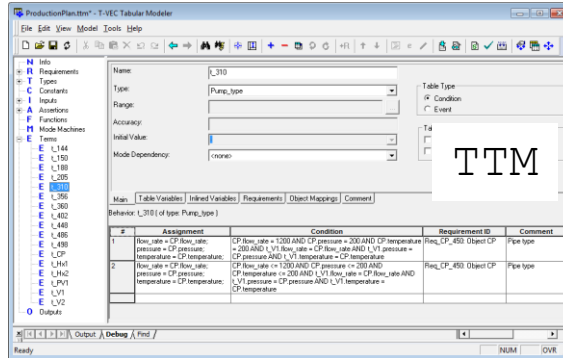 ProductionPlan.ttm* - T-VEC Tabular Modeler
File Edit View Model Tools Help
N Info
R Requirements
T Types
C Constants
I Inputs
A Assertions
F Functions
M Mode Machines
E Terms
E t_144
E t_150
E t_188
E t_205
E t_310
E t_356
E t_360
E t_402
E t_448
E t_486
E t_498
E t_CP
E t_Hx1
E t_Hx2
E t_PV1
E t_V1
E t_V2
O Outputs
Name: t_310
Type: Pump_type
Range:
Accuracy:
Initial Value:
Mode Dependency: <none>
Table Type
Condition
Event
TTM
Main Table Variables Inlined Variables Requirements Object Mappings Comment
Behavior: t_310 ( of type: Pump_type )
# Assignment Condition Requirement ID Comment
1 flow_rate = CP.flow_rate; CP.flow_rate = 1200 AND CP.pressure = 200 AND CP.temperature Req_CP_450: Object CP Pipe type
pressure = CP.pressure; = 200 AND t_V1.flow_rate = CP.flow_rate AND t_V1.pressure =
temperature = CP.temperature; CP.pressure AND t_V1.temperature = CP.temperature
2 flow_rate = CP.flow_rate; CP.flow_rate <= 1200 AND CP.pressure <= 200 AND Req_CP_450: Object CP Pipe type
pressure = CP.pressure; CP.temperature <= 200 AND t_V1.flow_rate = CP.flow_rate AND
temperature = CP.temperature; t_V1.pressure = CP.pressure AND t_V1.temperature =
CP.temperature
Output Debug Find
Ready NUM OVR